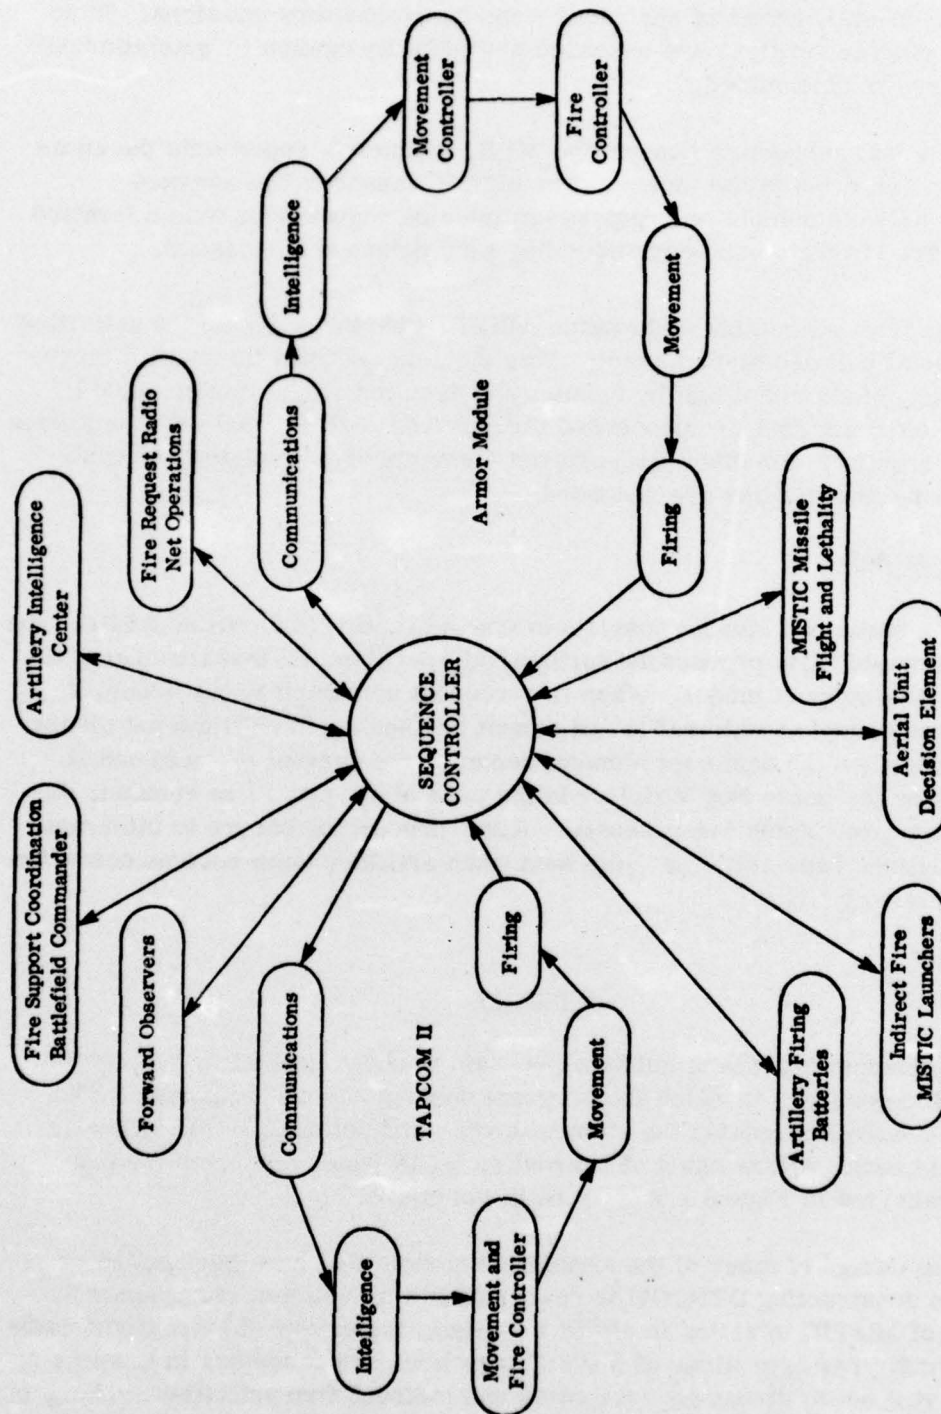 Fire Support Coordination
Battlefield Commander
Artillery Intelligence
Center
Forward Observers
Fire Request Radio
Net Operations
Communications
Communications
Intelligence
Intelligence
TAPCOM II
SEQUENCE
CONTROLLER
Armor Module
Movement
Controller
Movement and
Fire Controller
Firing
Firing
Movement
Movement
Fire
Controller
Artillery Firing
Batteries
Indirect Fire
MISTIC Launchers
Aerial Unit
Decision Element
MISTIC Missile
Flight and Lethality